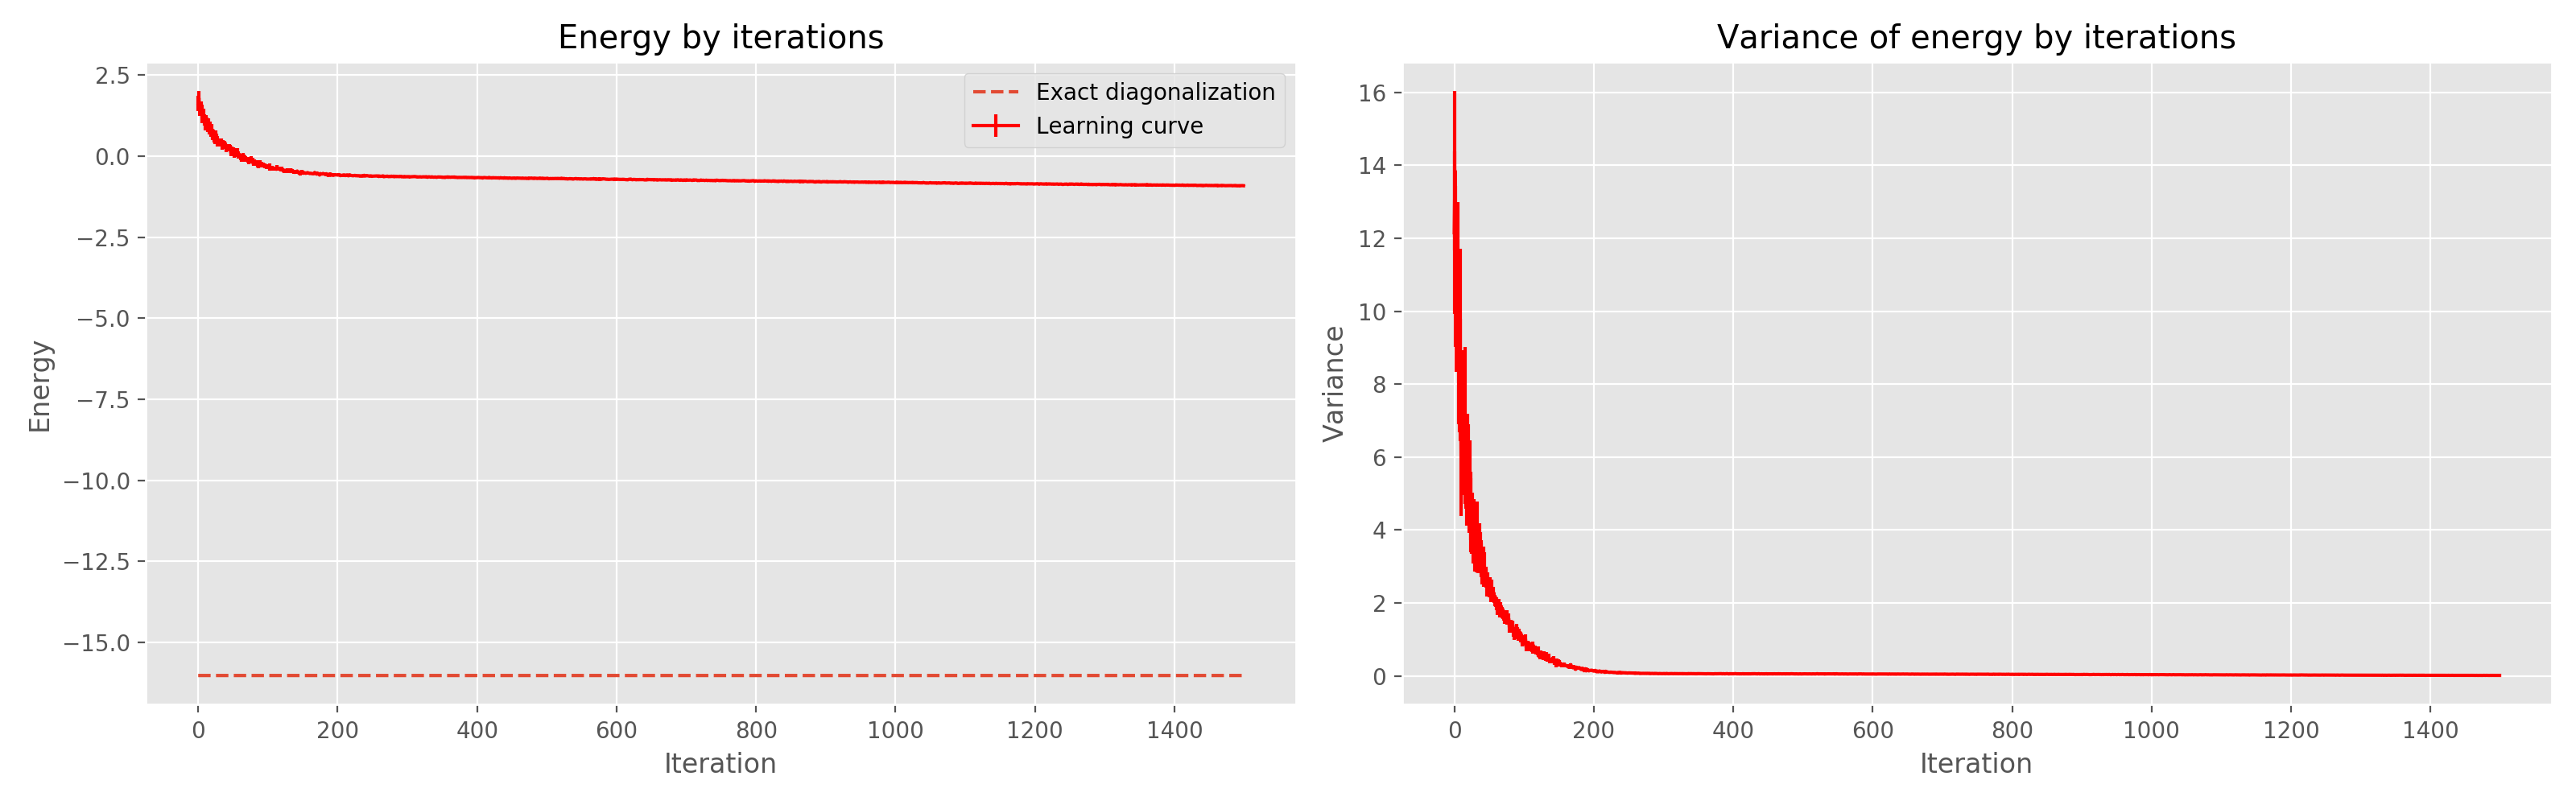 Energy by iterations
2.5
0.0
−2.5
−5.0
−7.5
−10.0
−12.5
−15.0
Energy
Exact diagonalization
Learning curve
0 200 400 600 800 1000 1200 1400
Iteration
Variance of energy by iterations
16
14
12
10
8
6
4
2
0
Variance
0 200 400 600 800 1000 1200 1400
Iteration